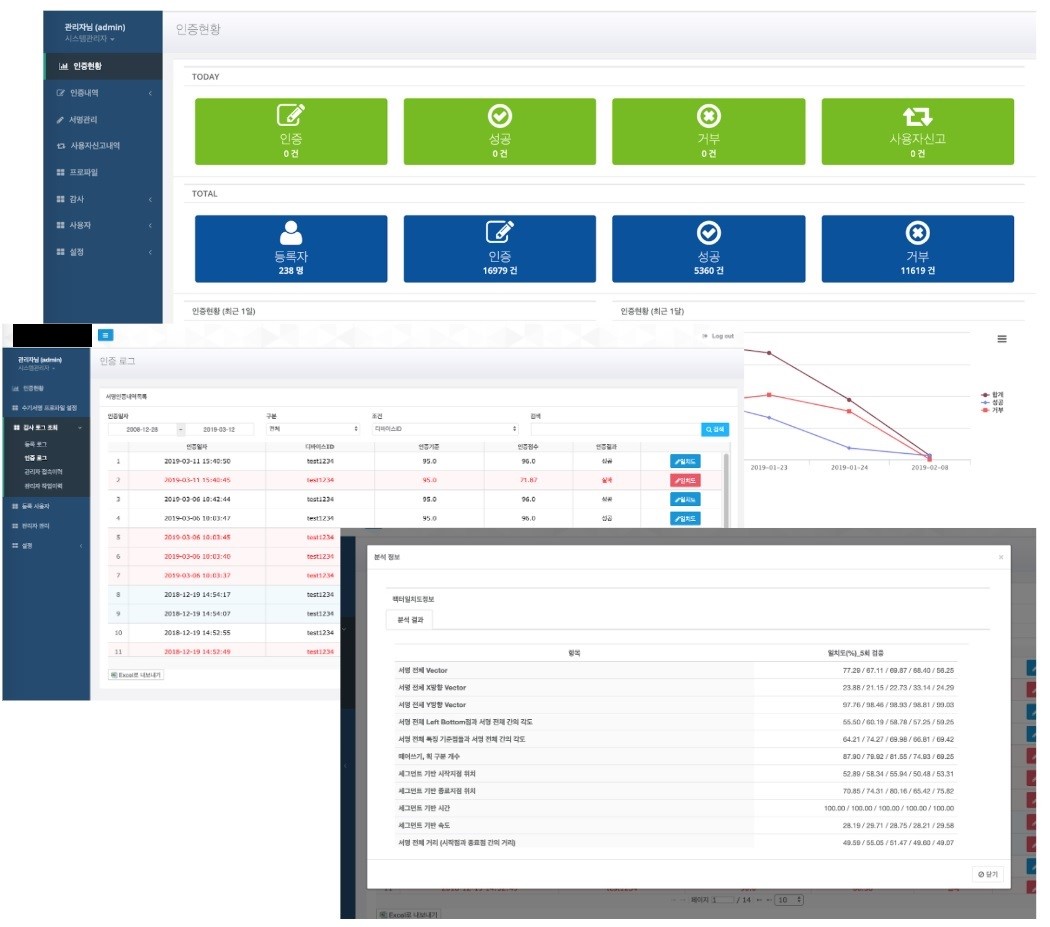 관리자님 (admin)
시스템관리자
인증현황
인증내역
서명관리
사용자신고내역
프로파일
감사
사용자
설정
인증현황
TODAY
인증
0 건
성공
0 건
거부
0 건
사용자신고
0 건
TOTAL
등록자
238 명
인증
16979 건
성공
5360 건
거부
11619 건
인증현황 (최근 1일)
인증현황 (최근 1달)
합계
성공
거부
2019-01-23
2019-01-24
2019-02-08
Log out
관리자님 (admin)
시스템관리자
인증현황
수기서명 프로파일 설정
감사 로그 조회
등록 로그
인증 로그
관리자 접속이력
관리자 작업이력
등록 사용자
관리자 관리
설정
인증 로그
서명인증내역목록
인증일자 구분 조건 검색
2008-12-28 - 2019-03-12 전체 디바이스ID 검색
인증일자 디바이스ID 인증기준 인증점수 인증결과
1 2019-03-11 15:40:50 test1234 95.0 96.0 성공 일치도
2 2019-03-11 15:40:45 test1234 95.0 71.87 실패 일치도
3 2019-03-06 10:42:44 test1234 95.0 96.0 성공 일치도
4 2019-03-06 10:03:47 test1234 95.0 96.0 성공 일치도
5 2019-03-06 10:03:45 test1234
6 2019-03-06 10:03:40 test1234
7 2019-03-06 10:03:37 test1234
8 2018-12-19 14:54:17 test1234
9 2018-12-19 14:54:07 test1234
10 2018-12-19 14:52:55 test1234
11 2018-12-19 14:52:49 test1234
Excel로 내보내기
분석 정보
벡터일치도정보
분석 결과
항목 일치도(%)_5회 검증
서명 전체 Vector 77.29 / 67.11 / 69.87 / 68.40 / 56.25
서명 전체 X방향 Vector 23.88 / 21.15 / 22.73 / 33.14 / 24.29
서명 전체 Y방향 Vector 97.76 / 98.46 / 98.93 / 98.81 / 99.03
서명 전체 Left Bottom점과 서명 전체 간의 각도 55.50 / 60.19 / 58.78 / 57.25 / 59.25
서명 전체 특징 기준점들과 서명 전체 간의 각도 64.21 / 74.27 / 69.98 / 66.81 / 69.42
떼어쓰기, 획 구분 개수 87.90 / 79.92 / 81.55 / 74.93 / 69.25
세그먼트 기반 시작지점 위치 52.89 / 58.34 / 55.94 / 50.48 / 53.31
세그먼트 기반 종료지점 위치 70.85 / 74.31 / 80.16 / 65.42 / 75.82
세그먼트 기반 시간 100.00 / 100.00 / 100.00 / 100.00 / 100.00
세그먼트 기반 속도 28.19 / 29.71 / 28.75 / 28.21 / 29.58
서명 전체 거리 (시작점과 종료점 간의 거리) 49.59 / 55.05 / 51.47 / 49.60 / 49.07
닫기
페이지 1 / 14 10
Excel로 내보내기